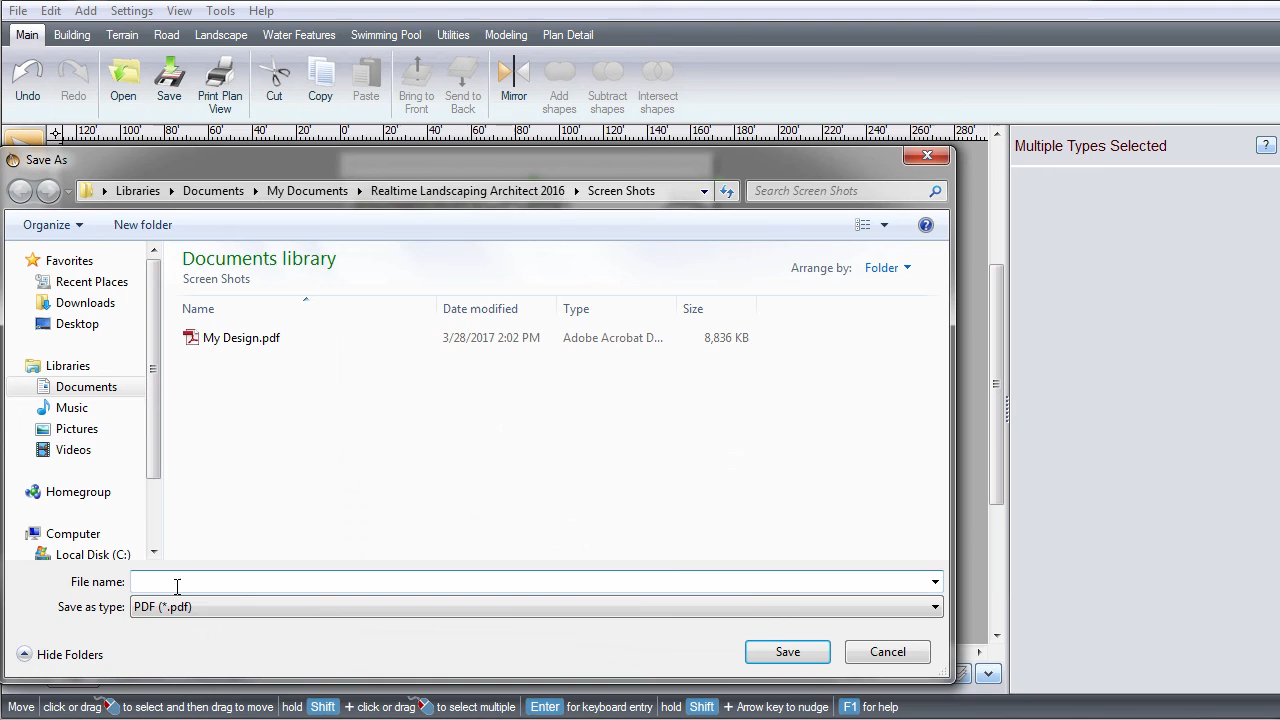 File Edit Add Settings View Tools Help
Main Building Terrain Road Landscape Water Features Swimming Pool Utilities Modeling Plan Detail
Undo Redo Open Save Print Plan View Cut Copy Paste Bring to Front Send to Back Mirror Add shapes Subtract shapes Intersect shapes
120' 100' 80' 60' 40' 20' 0' 20' 40' 60' 80' 100' 120' 140' 160' 180' 200' 220' 240' 260' 280'
Multiple Types Selected ?
Save As
Libraries Documents My Documents Realtime Landscaping Architect 2016 Screen Shots Search Screen Shots
Organize New folder ?
Documents library
Screen Shots
Arrange by: Folder
Name Date modified Type Size
My Design.pdf 3/28/2017 2:02 PM Adobe Acrobat D... 8,836 KB
Favorites
Recent Places
Downloads
Desktop
Libraries
Documents
Music
Pictures
Videos
Homegroup
Computer
Local Disk (C:)
File name:
Save as type: PDF (*.pdf)
Hide Folders Save Cancel
Move click or drag to select and then drag to move hold Shift + click or drag to select multiple Enter for keyboard entry hold Shift + Arrow key to nudge F1 for help